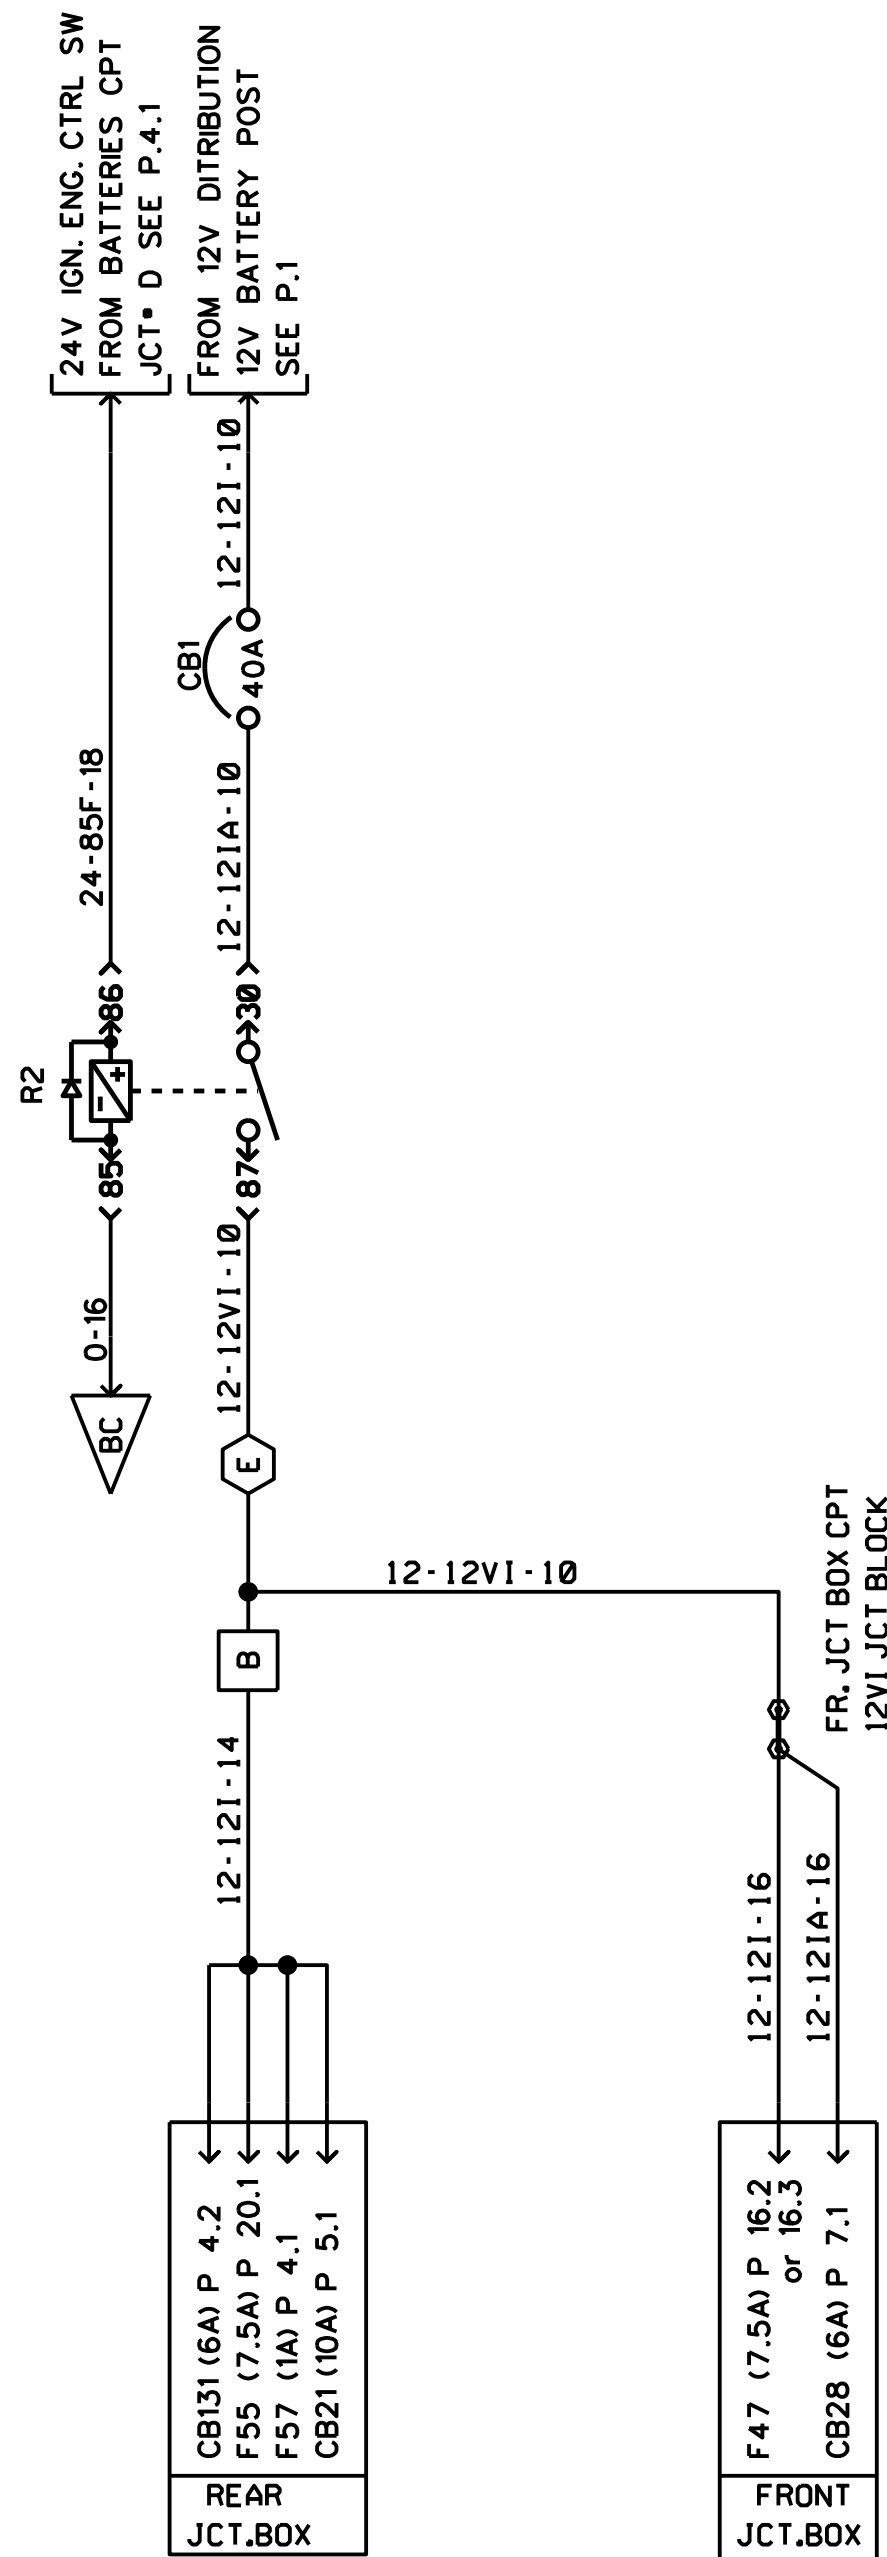 24V IGN. ENG. CTRL SW
FROM BATTERIES CPT
JCT• D SEE P.4.1
FROM 12V DITRIBUTION
12V BATTERY POST
SEE P.1
12-12I-10
CB1
40A
24-85F-18
12-12IA-10
R2
86
30
+
-
85
87
0-16
12-12VI-10
BC
E
12-12VI-10
B
FR. JCT BOX CPT
12VI JCT BLOCK
12-12I-14
12-12I-16
12-12IA-16
CB131 (6A) P 4.2
F55 (7.5A) P 20.1
F57 (1A) P 4.1
CB21 (10A) P 5.1
REAR
JCT.BOX
F47 (7.5A) P 16.2
or 16.3
CB28 (6A) P 7.1
FRONT
JCT.BOX